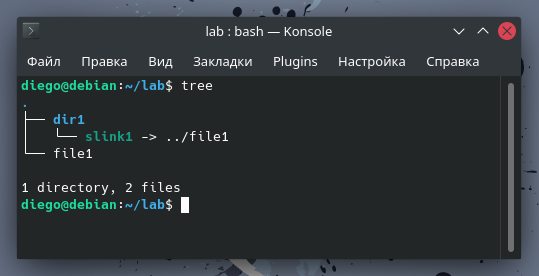 lab : bash — Konsole
Файл Правка Вид Закладки Plugins Настройка Справка
diego@debian:~/lab$ tree
.
├── dir1
│   └── slink1 -> ../file1
└── file1
1 directory, 2 files
diego@debian:~/lab$